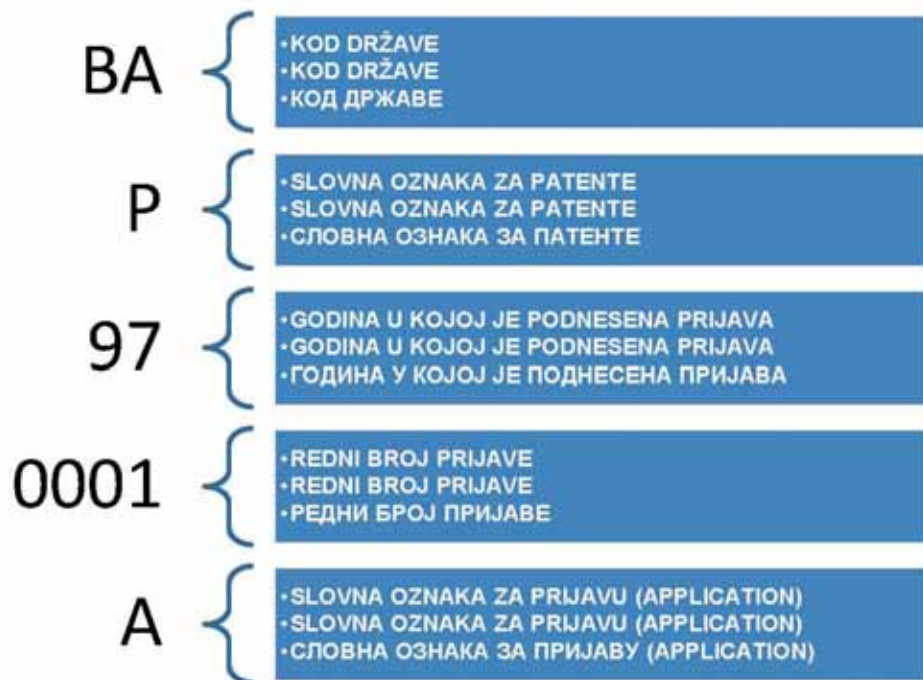 BA
•KOD DRŽAVE
•KOD DRŽAVE
•КОД ДРЖАВЕ
P
•SLOVNA OZNAKA ZA PATENTE
•SLOVNA OZNAKA ZA PATENTE
•СЛОВНА ОЗНАКА ЗА ПАТЕНТЕ
97
•GODINA U KOJOJ JE PODNESENA PRIJAVA
•GODINA U KOJOJ JE PODNESENA PRIJAVA
•ГОДИНА У КОЈОЈ ЈЕ ПОДНЕСЕНА ПРИЈАВА
0001
•REDNI BROJ PRIJAVE
•REDNI BROJ PRIJAVE
•РЕДНИ БРОЈ ПРИЈАВЕ
A
•SLOVNA OZNAKA ZA PRIJAVU (APPLICATION)
•SLOVNA OZNAKA ZA PRIJAVU (APPLICATION)
•СЛОВНА ОЗНАКА ЗА ПРИЈАВУ (APPLICATION)